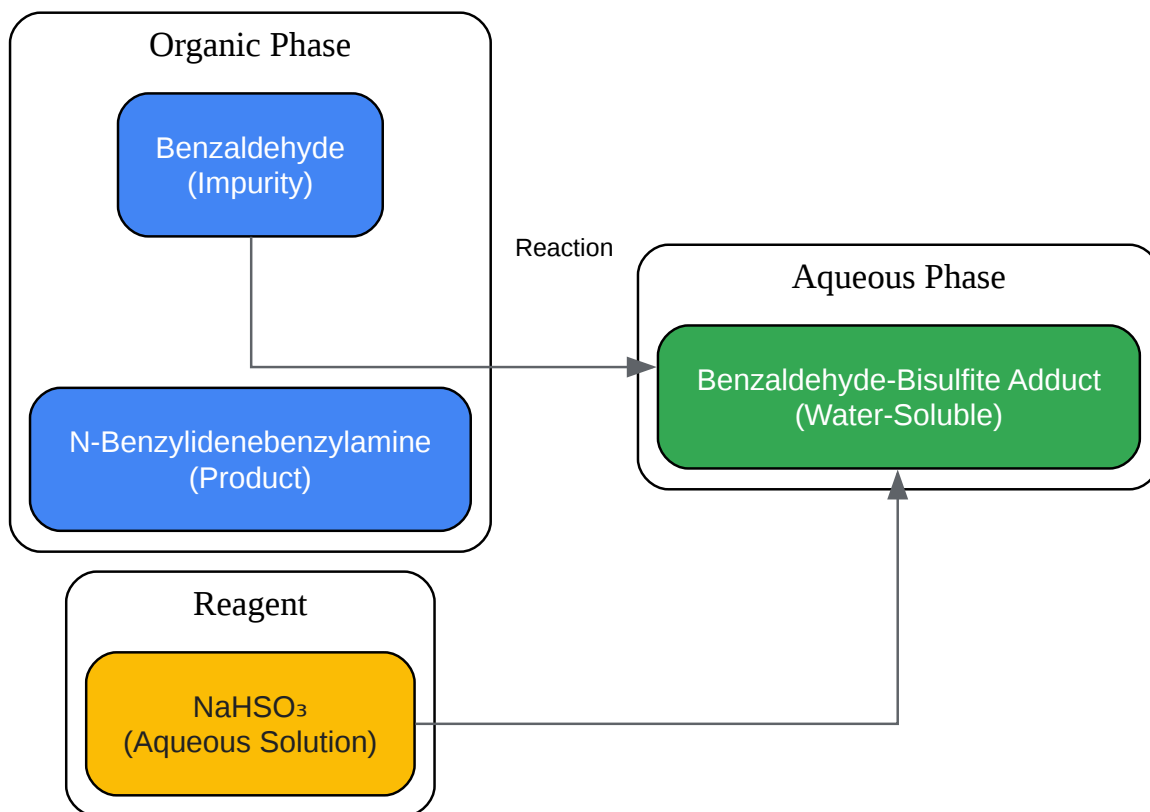 Organic Phase
Benzaldehyde
(Impurity)
N-Benzylidenebenzylamine
(Product)
Reaction
Aqueous Phase
Benzaldehyde-Bisulfite Adduct
(Water-Soluble)
Reagent
NaHSO₃
(Aqueous Solution)